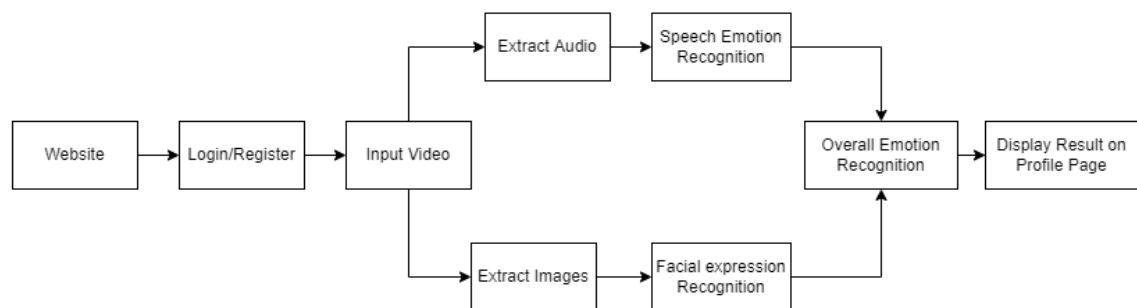 Extract Audio
Speech Emotion
Recognition
Website
Login/Register
Input Video
Overall Emotion
Recognition
Display Result on
Profile Page
Extract Images
Facial expression
Recognition